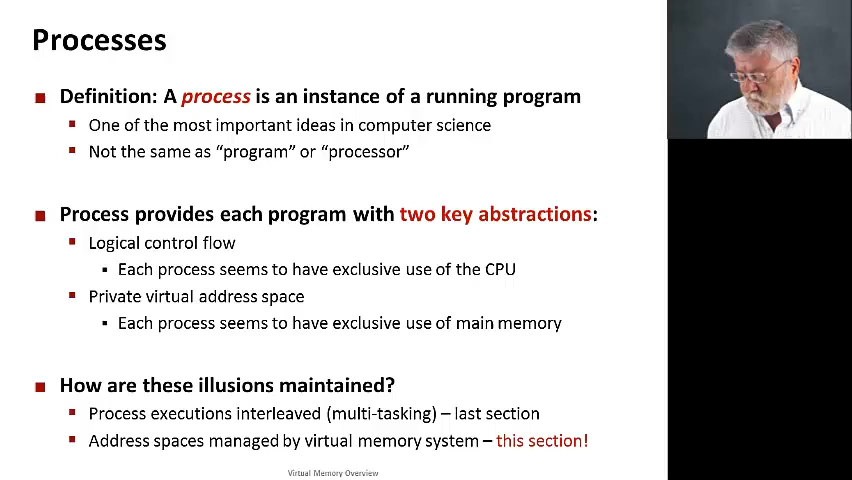 Processes
Definition: A process is an instance of a running program
One of the most important ideas in computer science
Not the same as “program” or “processor”
Process provides each program with two key abstractions:
Logical control flow
Each process seems to have exclusive use of the CPU
Private virtual address space
Each process seems to have exclusive use of main memory
How are these illusions maintained?
Process executions interleaved (multi-tasking) – last section
Address spaces managed by virtual memory system – this section!
Virtual Memory Overview